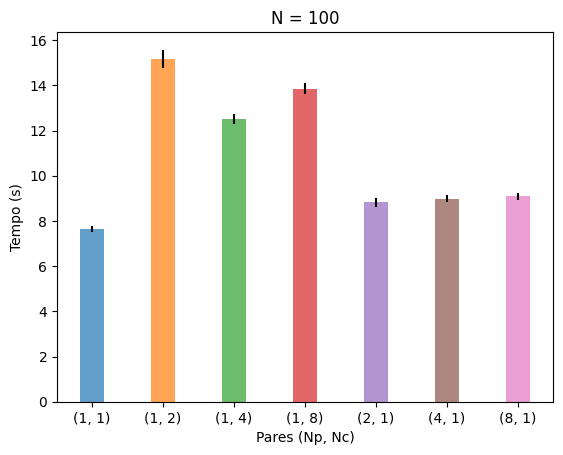 N = 100
16
14
12
10
8
6
4
2
0
Tempo (s)
(1, 1) (1, 2) (1, 4) (1, 8) (2, 1) (4, 1) (8, 1)
Pares (Np, Nc)